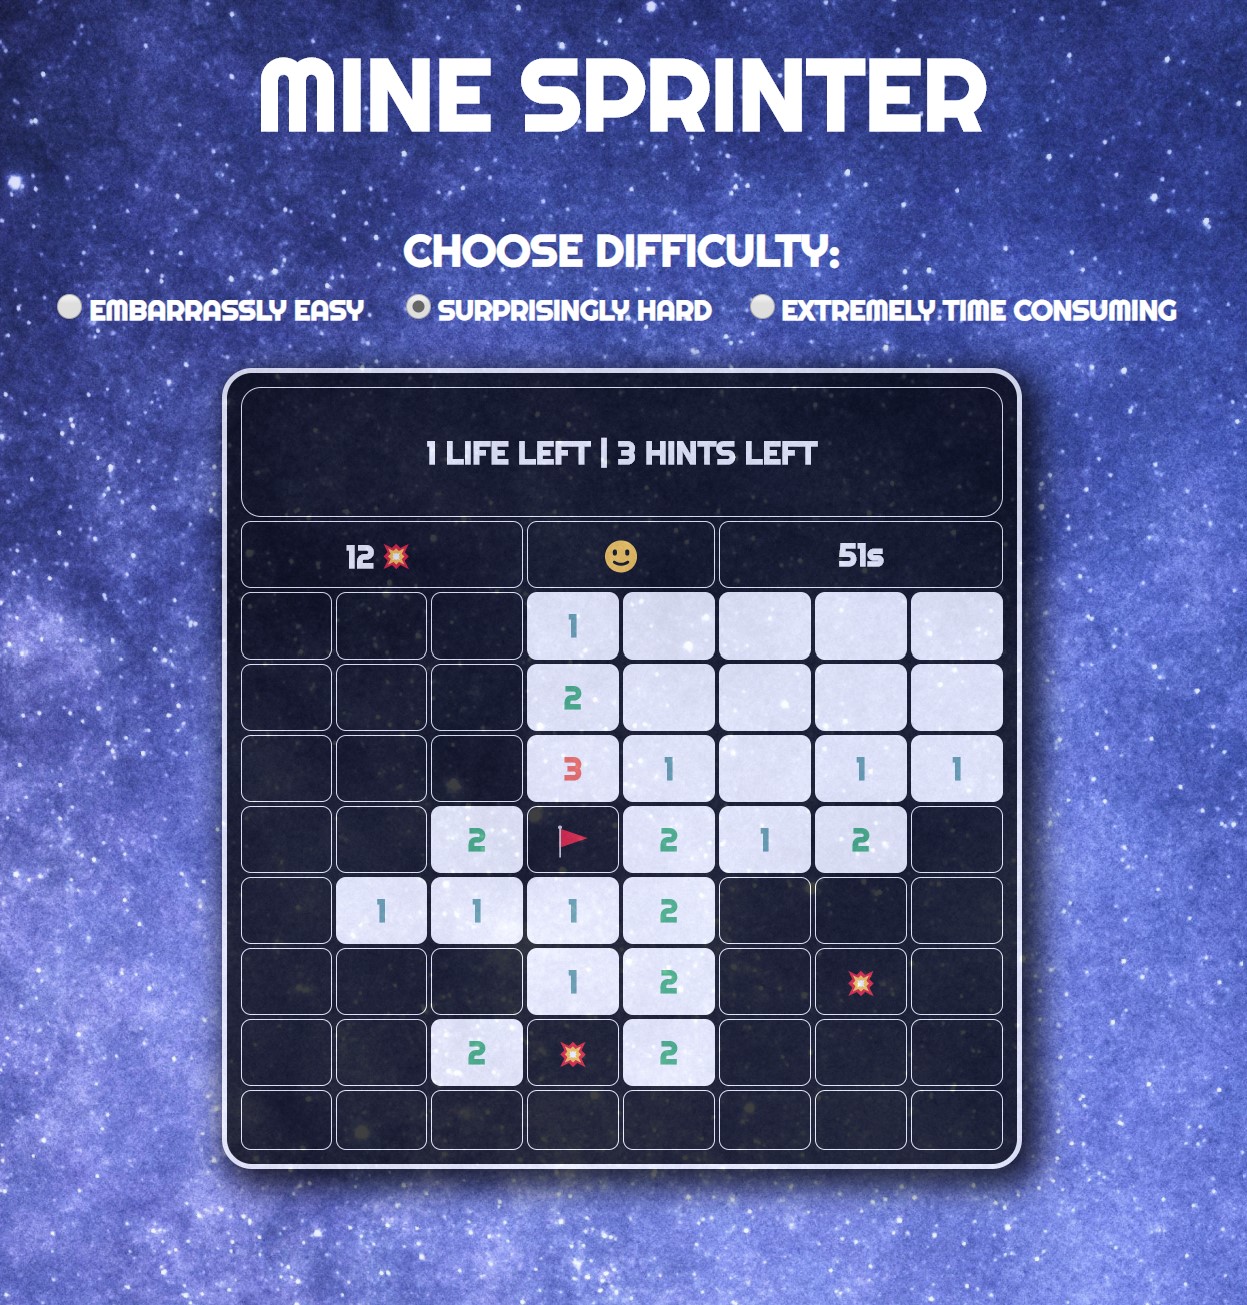 MINE SPRINTER
CHOOSE DIFFICULTY:
EMBARRASSLY EASY SURPRISINGLY HARD EXTREMELY TIME CONSUMING
1 LIFE LEFT | 3 HINTS LEFT
12 51s
1
2
3 1 1 1
2 2 1 2
1 1 1 2
1 2
2 2